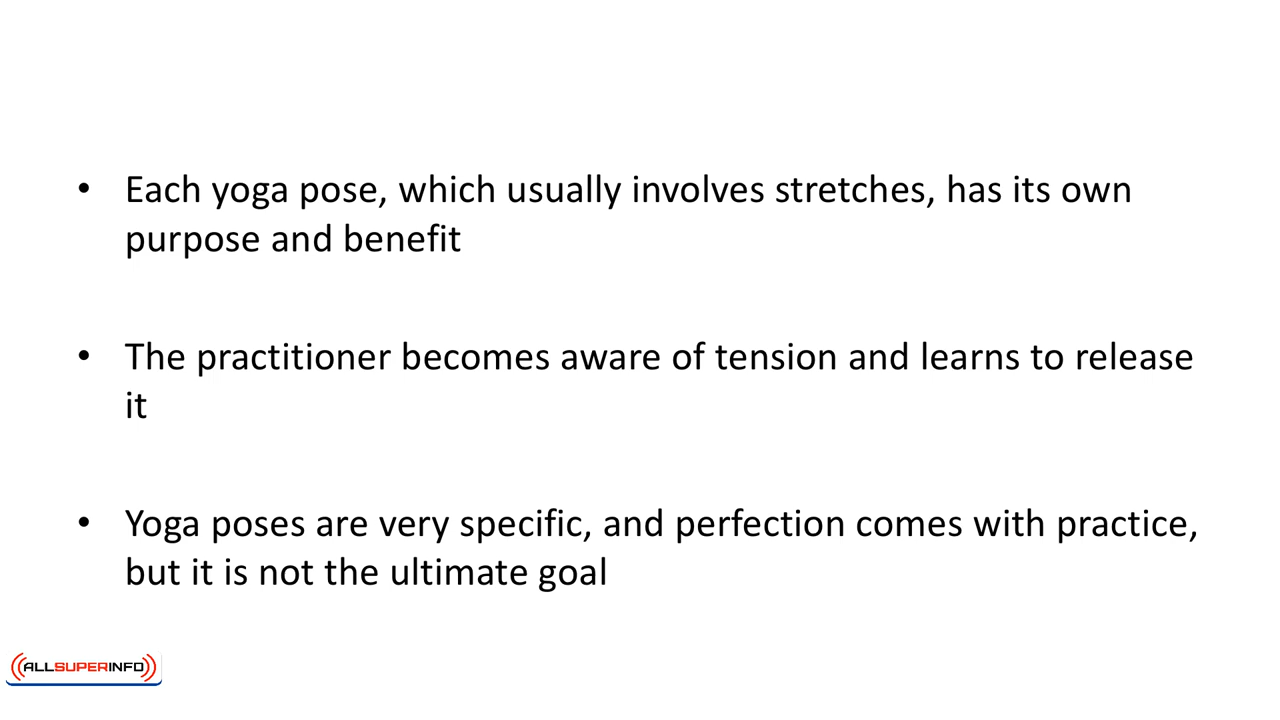 • Each yoga pose, which usually involves stretches, has its own
purpose and benefit
• The practitioner becomes aware of tension and learns to release
it
• Yoga poses are very specific, and perfection comes with practice,
but it is not the ultimate goal
ALLSUPERINFO